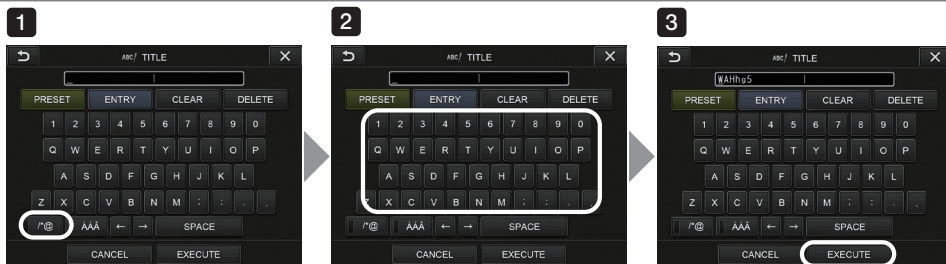 1
ABC/ TITLE
_
PRESET ENTRY CLEAR DELETE
1 2 3 4 5 6 7 8 9 0
Q W E R T Y U I O P
A S D F G H J K L
Z X C V B N M ; : , .
/*@ ÀÄÂ ← → SPACE
CANCEL EXECUTE
2
ABC/ TITLE
_
PRESET ENTRY CLEAR DELETE
1 2 3 4 5 6 7 8 9 0
Q W E R T Y U I O P
A S D F G H J K L
Z X C V B N M ; : , .
/*@ ÀÄÂ ← → SPACE
CANCEL EXECUTE
3
ABC/ TITLE
WAHhg5
PRESET ENTRY CLEAR DELETE
1 2 3 4 5 6 7 8 9 0
Q W E R T Y U I O P
A S D F G H J K L
Z X C V B N M ; : , .
/*@ ÀÄÂ ← → SPACE
CANCEL EXECUTE